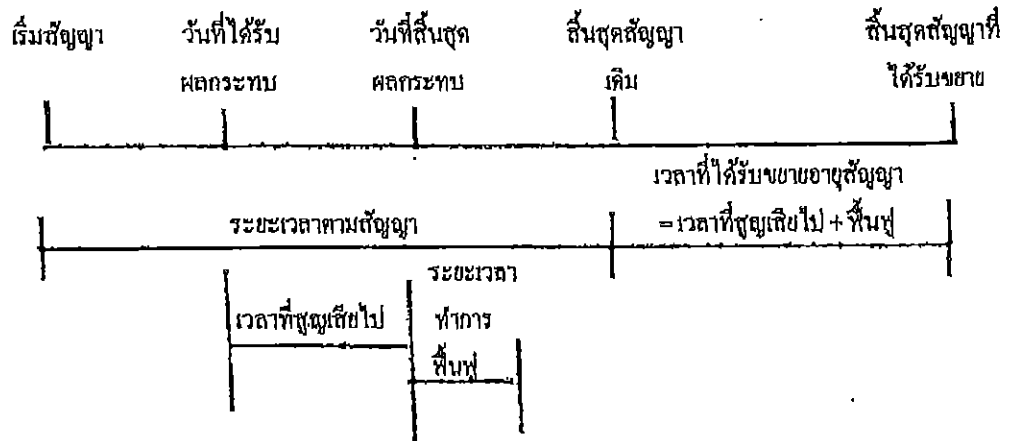 เริ่มสัญญา วันที่ได้รับ วันที่สิ้นสุด สิ้นสุดสัญญา สิ้นสุดสัญญาที่
ผลกระทบ ผลกระทบ เดิม ได้รับขยาย
เวลาที่ได้รับขยายอายุสัญญา
ระยะเวลาตามสัญญา =เวลาที่สูญเสียไป + ฟื้นฟู
ระยะเวลา
เวลาที่สูญเสียไป ทำการ
ฟื้นฟู